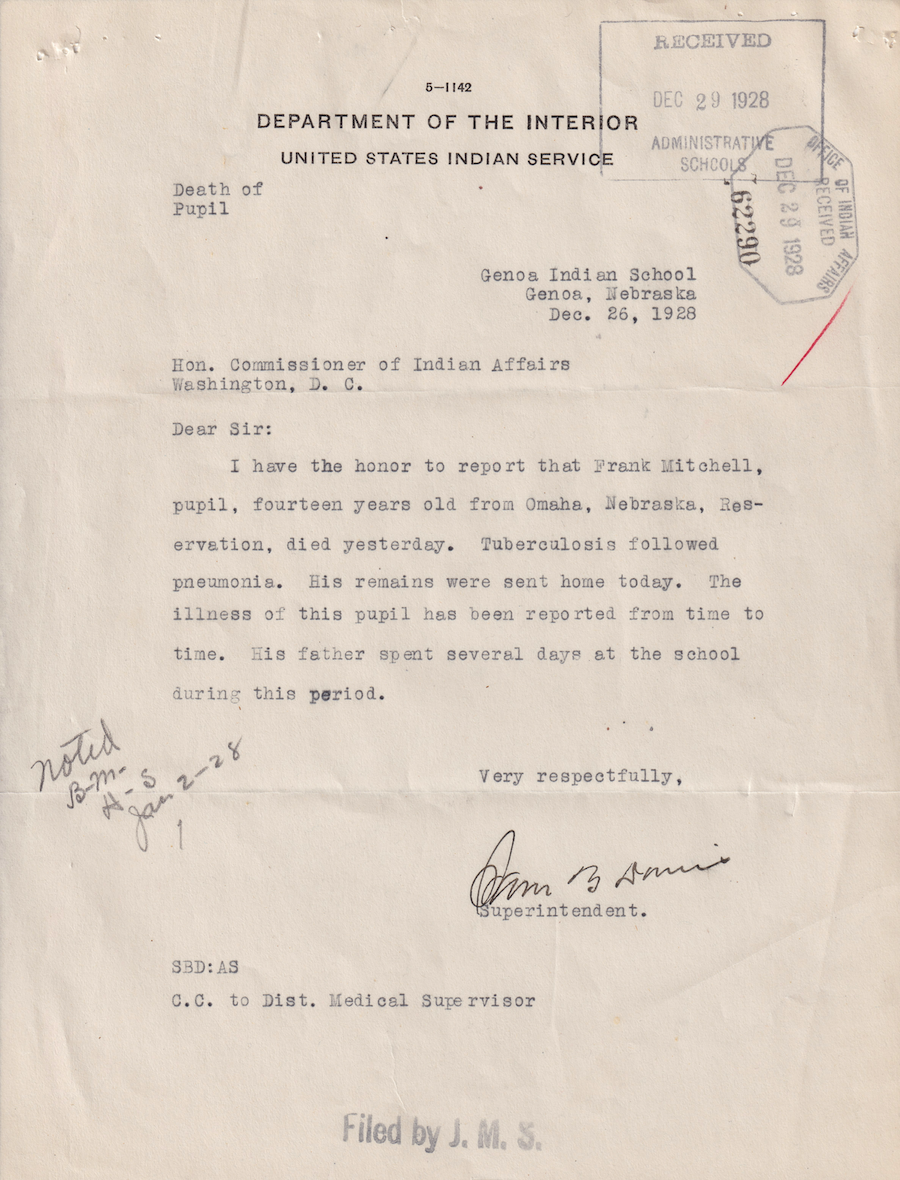 RECEIVED
DEC 29 1928
ADMINISTRATIVE
SCHOOLS
5—1142
DEPARTMENT OF THE INTERIOR
UNITED STATES INDIAN SERVICE
OFFICE OF INDIAN AFFAIRS
RECEIVED
DEC 29 1928
62290
Death of
Pupil
Genoa Indian School
Genoa, Nebraska
Dec. 26, 1928
Hon. Commissioner of Indian Affairs
Washington, D. C.
Dear Sir:
I have the honor to report that Frank Mitchell,
pupil, fourteen years old from Omaha, Nebraska, Res-
ervation, died yesterday. Tuberculosis followed
pneumonia. His remains were sent home today. The
illness of this pupil has been reported from time to
time. His father spent several days at the school
during this period.
Noted
B-M-
H-S
Jan 2-28
Very respectfully,
Sam B Davis
Superintendent.
SBD:AS
C.C. to Dist. Medical Supervisor
Filed by J. M. S.